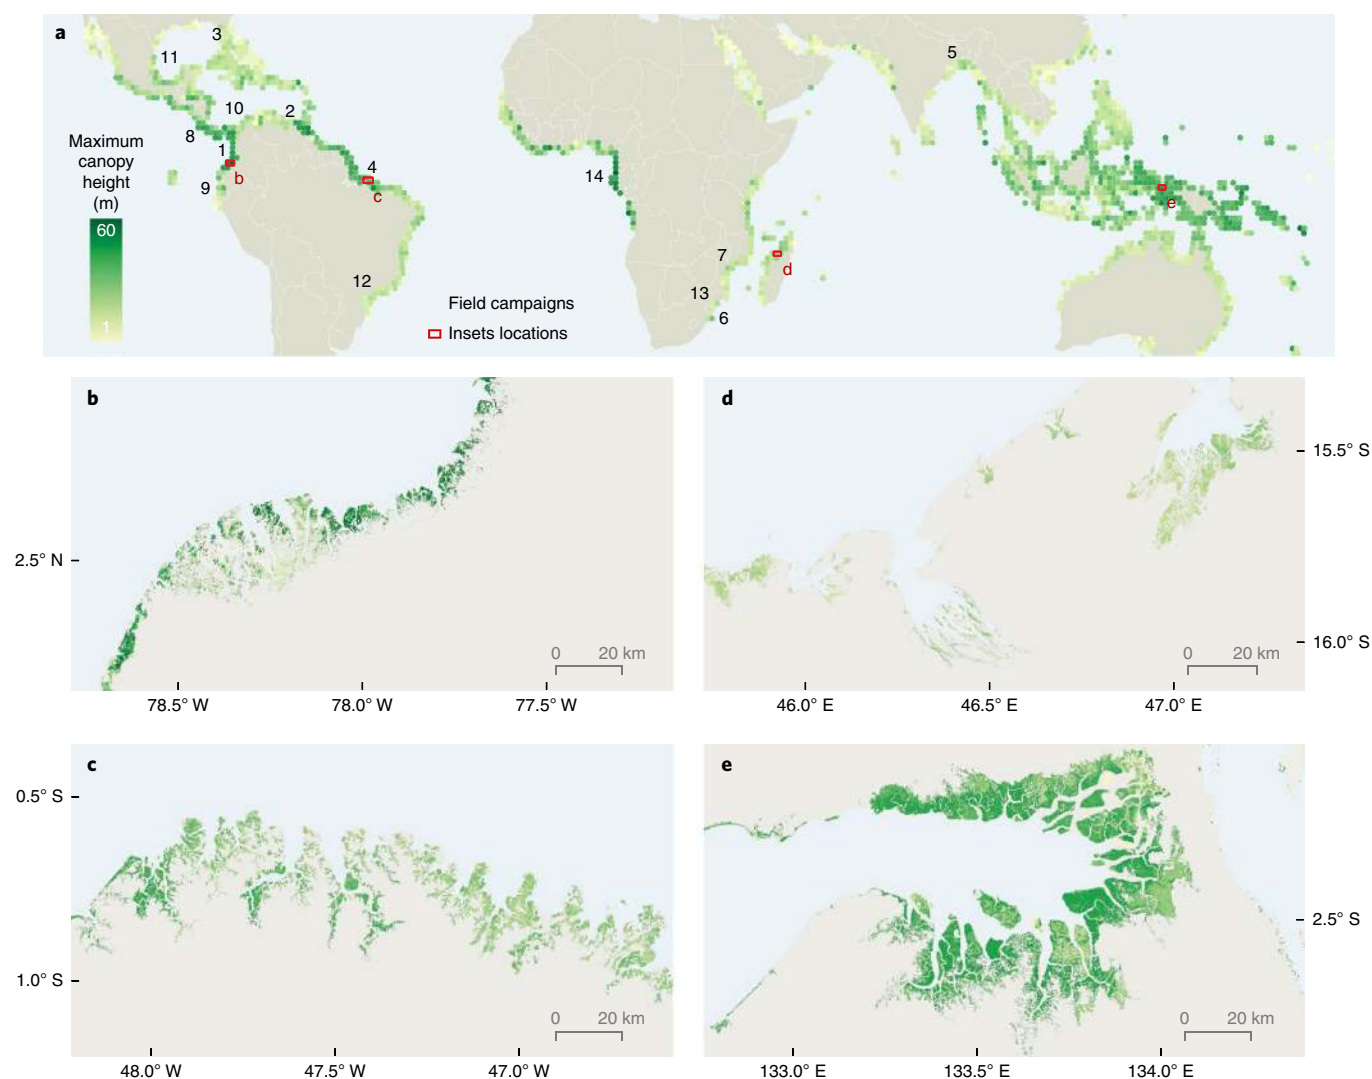 a
3
11
5
10
2
Maximum
canopy
height
(m)
8
1
4
b
9
c
14
e
60
7
d
12
13
1
Field campaigns
6
Insets locations
b
2.5° N
0 20 km
78.5° W 78.0° W 77.5° W
d
15.5° S
16.0° S
0 20 km
46.0° E 46.5° E 47.0° E
c
0.5° S
1.0° S
0 20 km
48.0° W 47.5° W 47.0° W
e
2.5° S
0 20 km
133.0° E 133.5° E 134.0° E